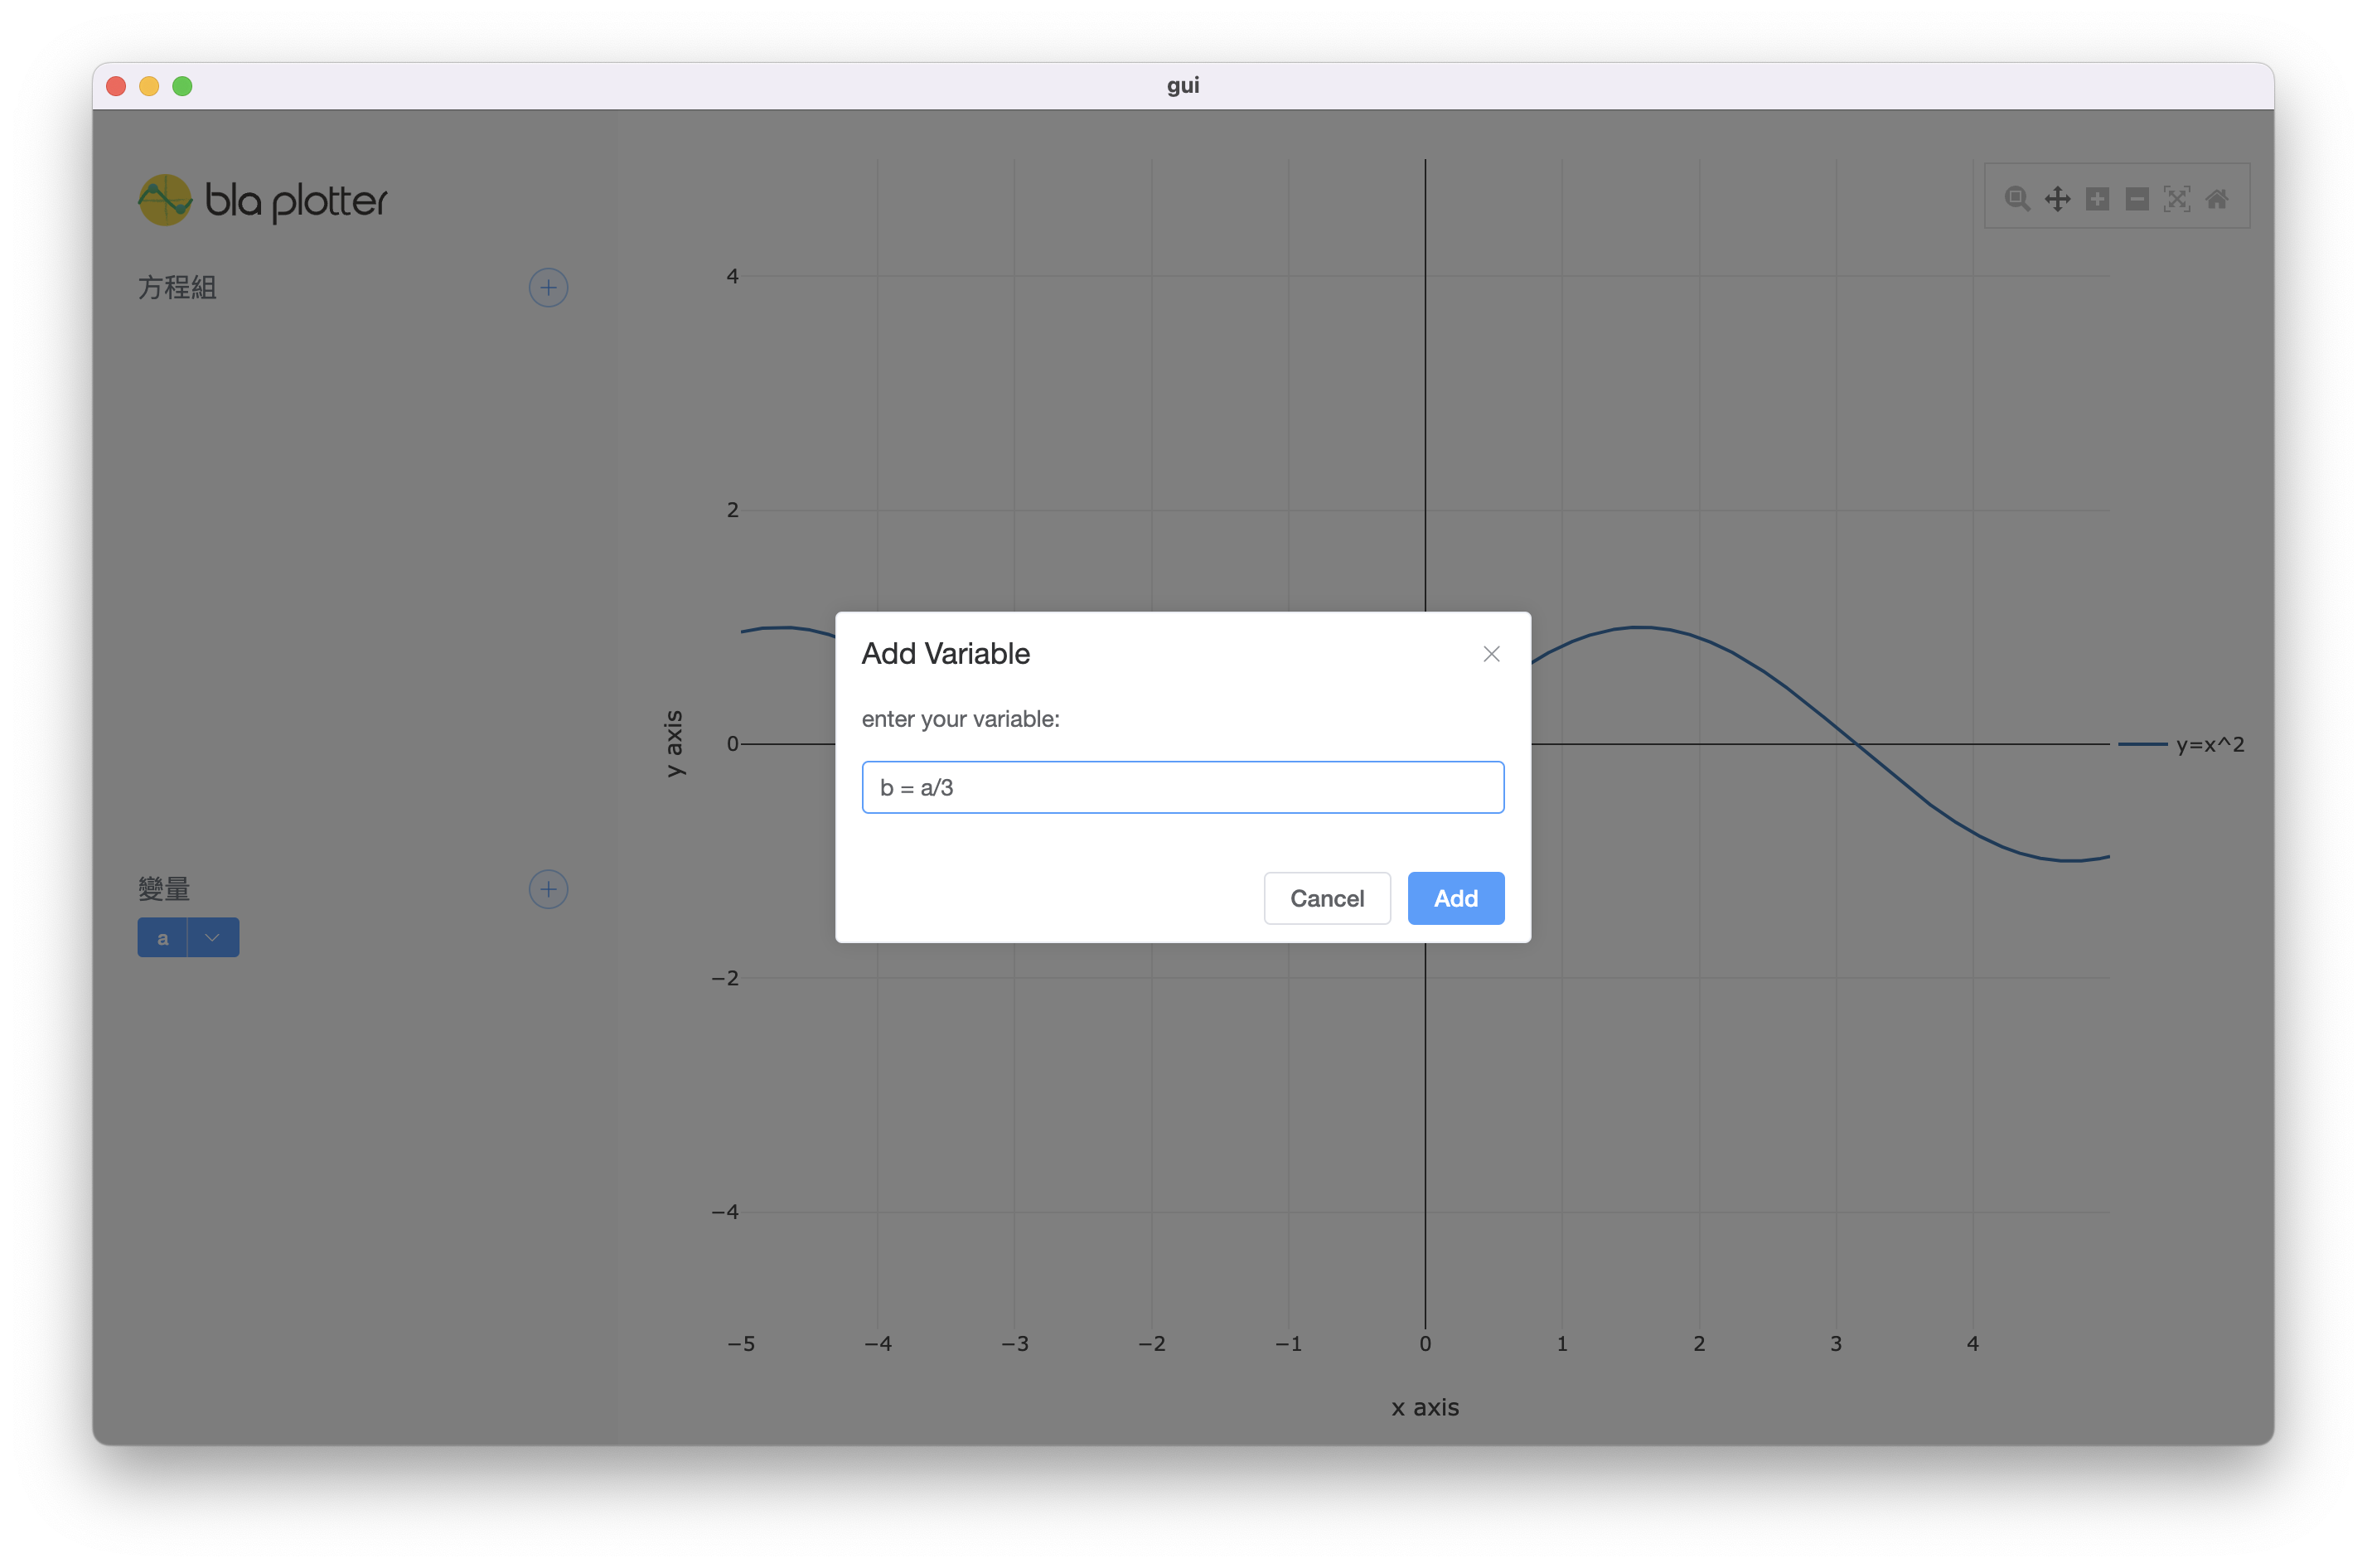 gui
bla plotter
方程組
變量
a
4
2
0
−2
−4
y axis
−5 −4 −3 −2 −1 0 1 2 3 4
x axis
y=x^2
Add Variable
enter your variable:
b = a/3
Cancel Add